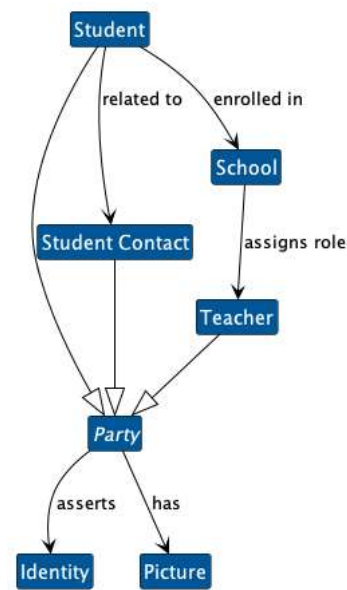 Student
related to
enrolled in
School
Student Contact
assigns role
Teacher
Party
asserts
has
Identity
Picture